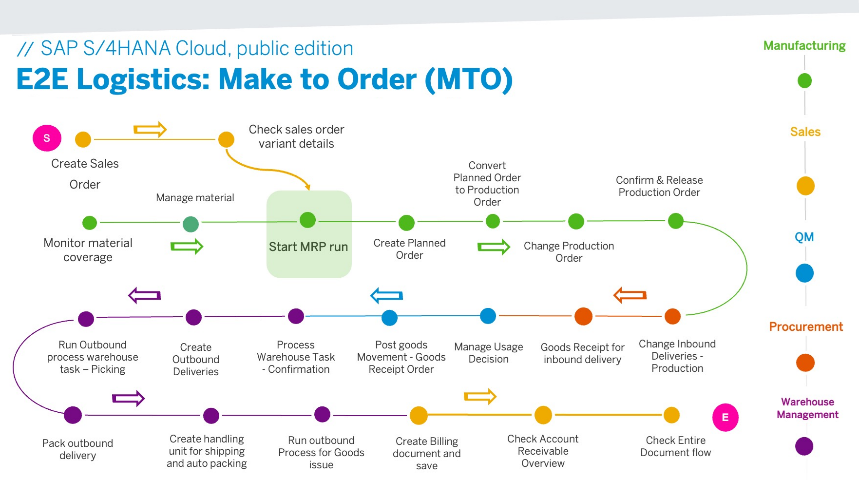 // SAP S/4HANA Cloud, public edition
E2E Logistics: Make to Order (MTO)
Manufacturing
Sales
QM
Procurement
Warehouse
Management
S
Create Sales
Order
Check sales order
variant details
Monitor material
coverage
Manage material
Start MRP run
Create Planned
Order
Convert
Planned Order
to Production
Order
Change Production
Order
Confirm & Release
Production Order
Change Inbound
Deliveries -
Production
Goods Receipt for
inbound delivery
Manage Usage
Decision
Post goods
Movement - Goods
Receipt Order
Process
Warehouse Task
- Confirmation
Create
Outbound
Deliveries
Run Outbound
process warehouse
task – Picking
Pack outbound
delivery
Create handling
unit for shipping
and auto packing
Run outbound
Process for Goods
issue
Create Billing
document and
save
Check Account
Receivable
Overview
Check Entire
Document flow
E